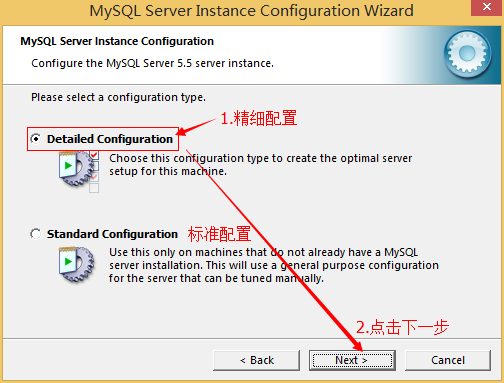 MySQL Server Instance Configuration Wizard
MySQL Server Instance Configuration
Configure the MySQL Server 5.5 server instance.
Please select a configuration type.
1.精细配置
Detailed Configuration
Choose this configuration type to create the optimal server
setup for this machine.
Standard Configuration 标准配置
Use this only on machines that do not already have a MySQL
server installation. This will use a general purpose configuration
for the server that can be tuned manually.
2.点击下一步
< Back Next > Cancel